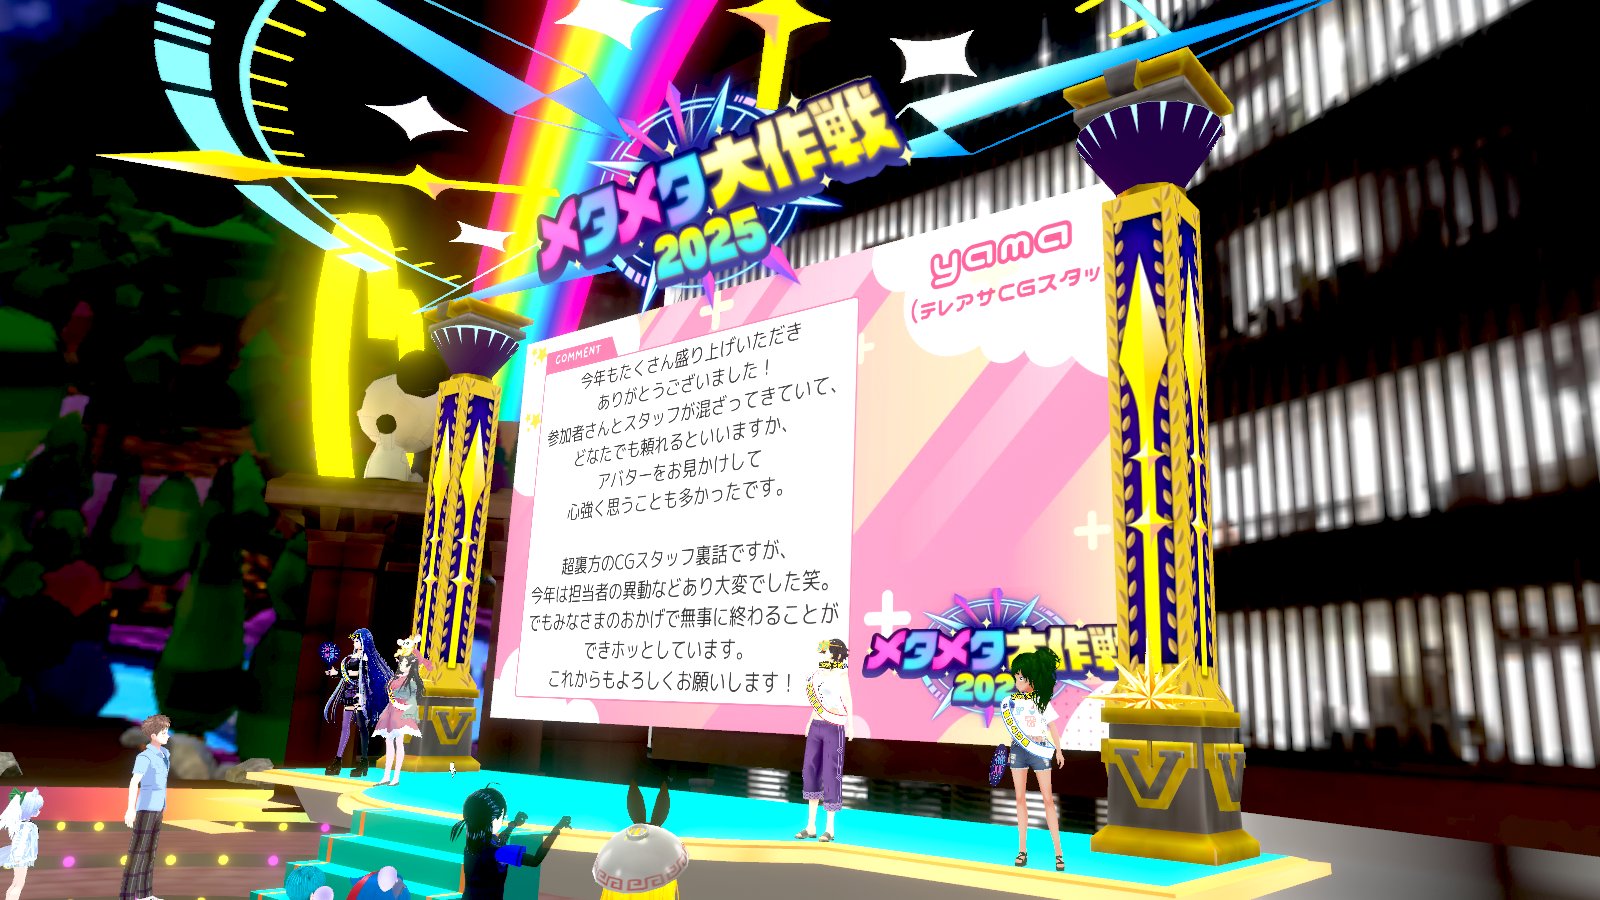 メタメタ大作戦
2025
yama
(テレアサCGスタッ
COMMENT
今年もたくさん盛り上げいただき
ありがとうございました！
参加者さんとスタッフが混ざってきていて、
どなたでも頼れるといいますか、
アバターをお見かけして
心強く思うことも多かったです。
超裏方のCGスタッフ裏話ですが、
今年は担当者の異動などあり大変でした笑。
でもみなさまのおかげで無事に終わることが
できホッとしています。
これからもよろしくお願いします！
メタメタ大作戦
202
V
V
V